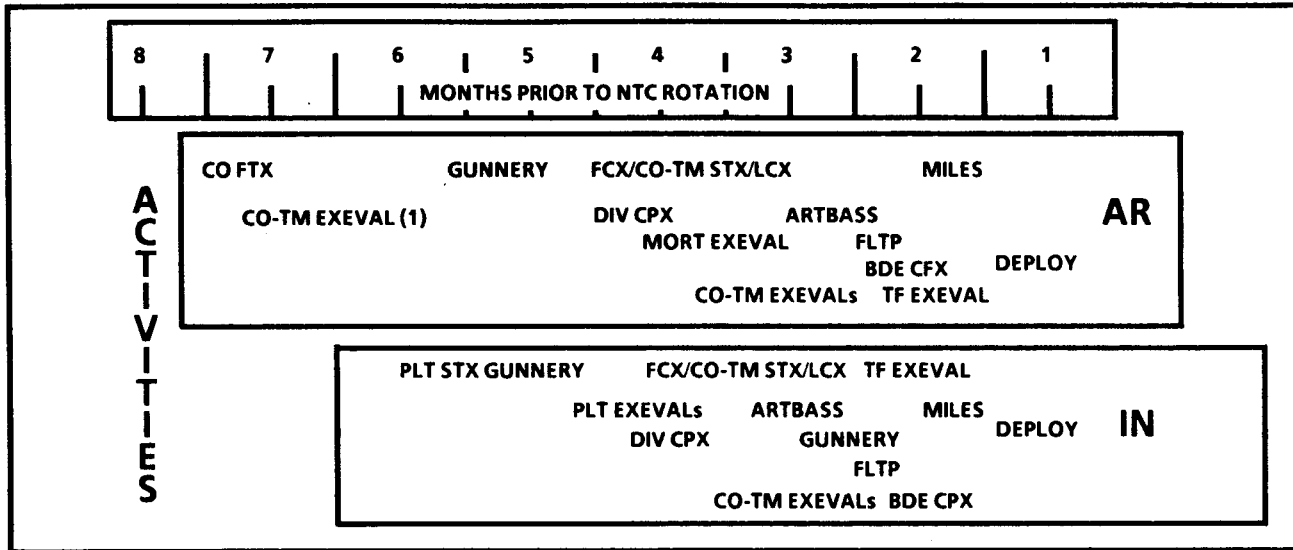 8 7 6 5 4 3 2 1
MONTHS PRIOR TO NTC ROTATION
ACTIVITIES
CO FTX GUNNERY FCX/CO-TM STX/LCX MILES
CO-TM EXEVAL (1) DIV CPX ARTBASS AR
MORT EXEVAL FLTP
BDE CFX DEPLOY
CO-TM EXEVALs TF EXEVAL
PLT STX GUNNERY FCX/CO-TM STX/LCX TF EXEVAL
PLT EXEVALs ARTBASS MILES
DIV CPX GUNNERY DEPLOY IN
FLTP
CO-TM EXEVALs BDE CPX